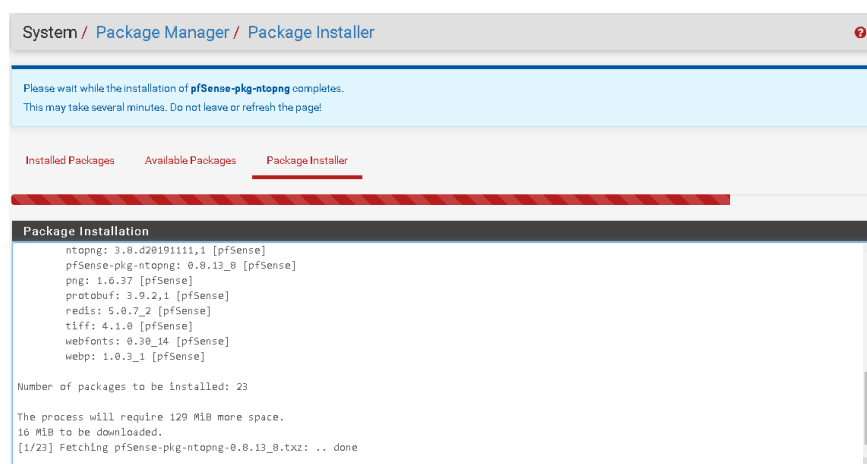 System / Package Manager / Package Installer
Please wait while the installation of pfSense-pkg-ntopng completes.
This may take several minutes. Do not leave or refresh the page!
Installed Packages Available Packages Package Installer
Package Installation
ntopng: 3.8.d20191111,1 [pfSense]
pfSense-pkg-ntopng: 0.8.13_8 [pfSense]
png: 1.6.37 [pfSense]
protobuf: 3.9.2,1 [pfSense]
redis: 5.0.7_2 [pfSense]
tiff: 4.1.0 [pfSense]
webfonts: 0.30_14 [pfSense]
webp: 1.0.3_1 [pfSense]
Number of packages to be installed: 23
The process will require 129 MiB more space.
16 MiB to be downloaded.
[1/23] Fetching pfSense-pkg-ntopng-0.8.13_8.txz: .. done